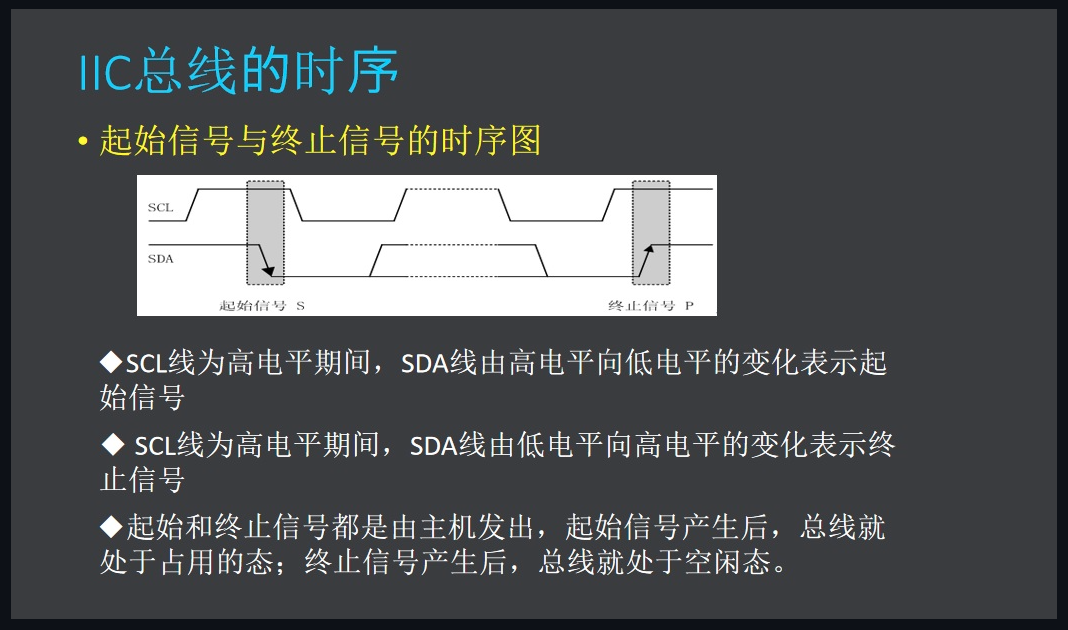 IIC总线的时序
• 起始信号与终止信号的时序图
SCL
SDA
起始信号 S
终止信号 P
◆SCL线为高电平期间，SDA线由高电平向低电平的变化表示起
始信号
◆ SCL线为高电平期间，SDA线由低电平向高电平的变化表示终
止信号
◆起始和终止信号都是由主机发出，起始信号产生后，总线就
处于占用的态；终止信号产生后，总线就处于空闲态。